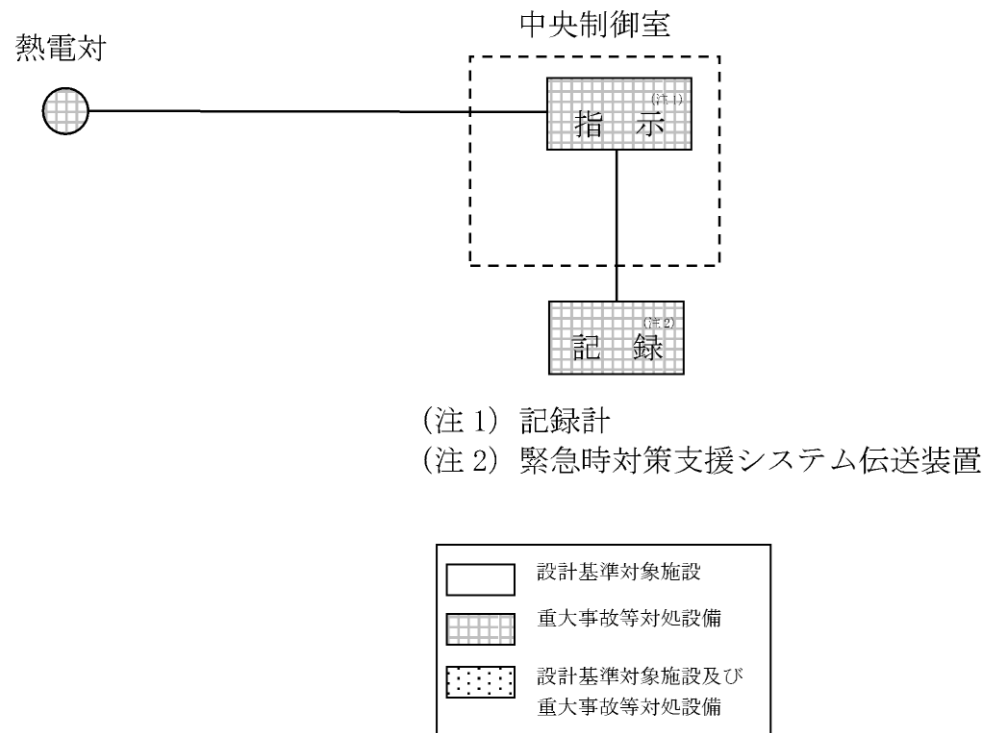 中央制御室
熱電対
(注1)
指 示
(注2)
記 録
(注1) 記録計
(注2) 緊急時対策支援システム伝送装置
設計基準対象施設
重大事故等対処設備
設計基準対象施設及び
重大事故等対処設備